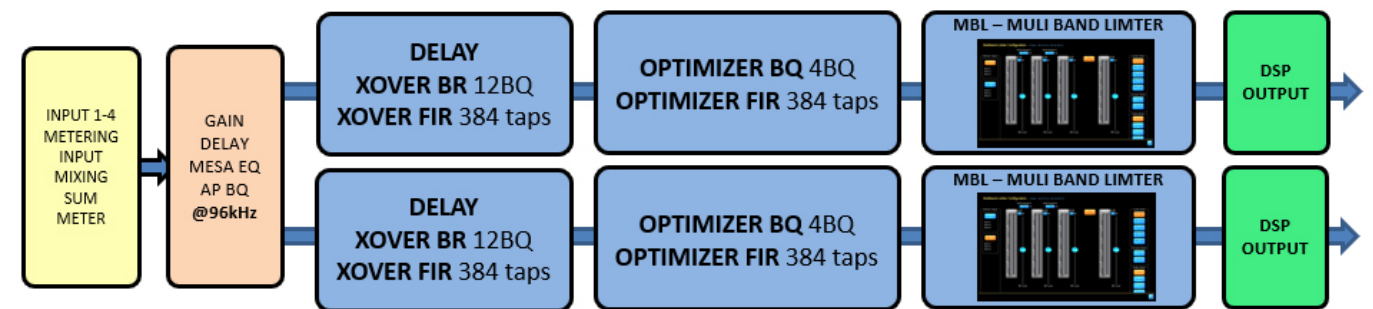 INPUT 1-4
METERING
INPUT
MIXING
SUM
METER
GAIN
DELAY
MESA EQ
AP BQ
@96kHz
DELAY
XOVER BR 12BQ
XOVER FIR 384 taps
OPTIMIZER BQ 4BQ
OPTIMIZER FIR 384 taps
MBL – MULI BAND LIMTER
DSP
OUTPUT
DELAY
XOVER BR 12BQ
XOVER FIR 384 taps
OPTIMIZER BQ 4BQ
OPTIMIZER FIR 384 taps
MBL – MULI BAND LIMTER
DSP
OUTPUT